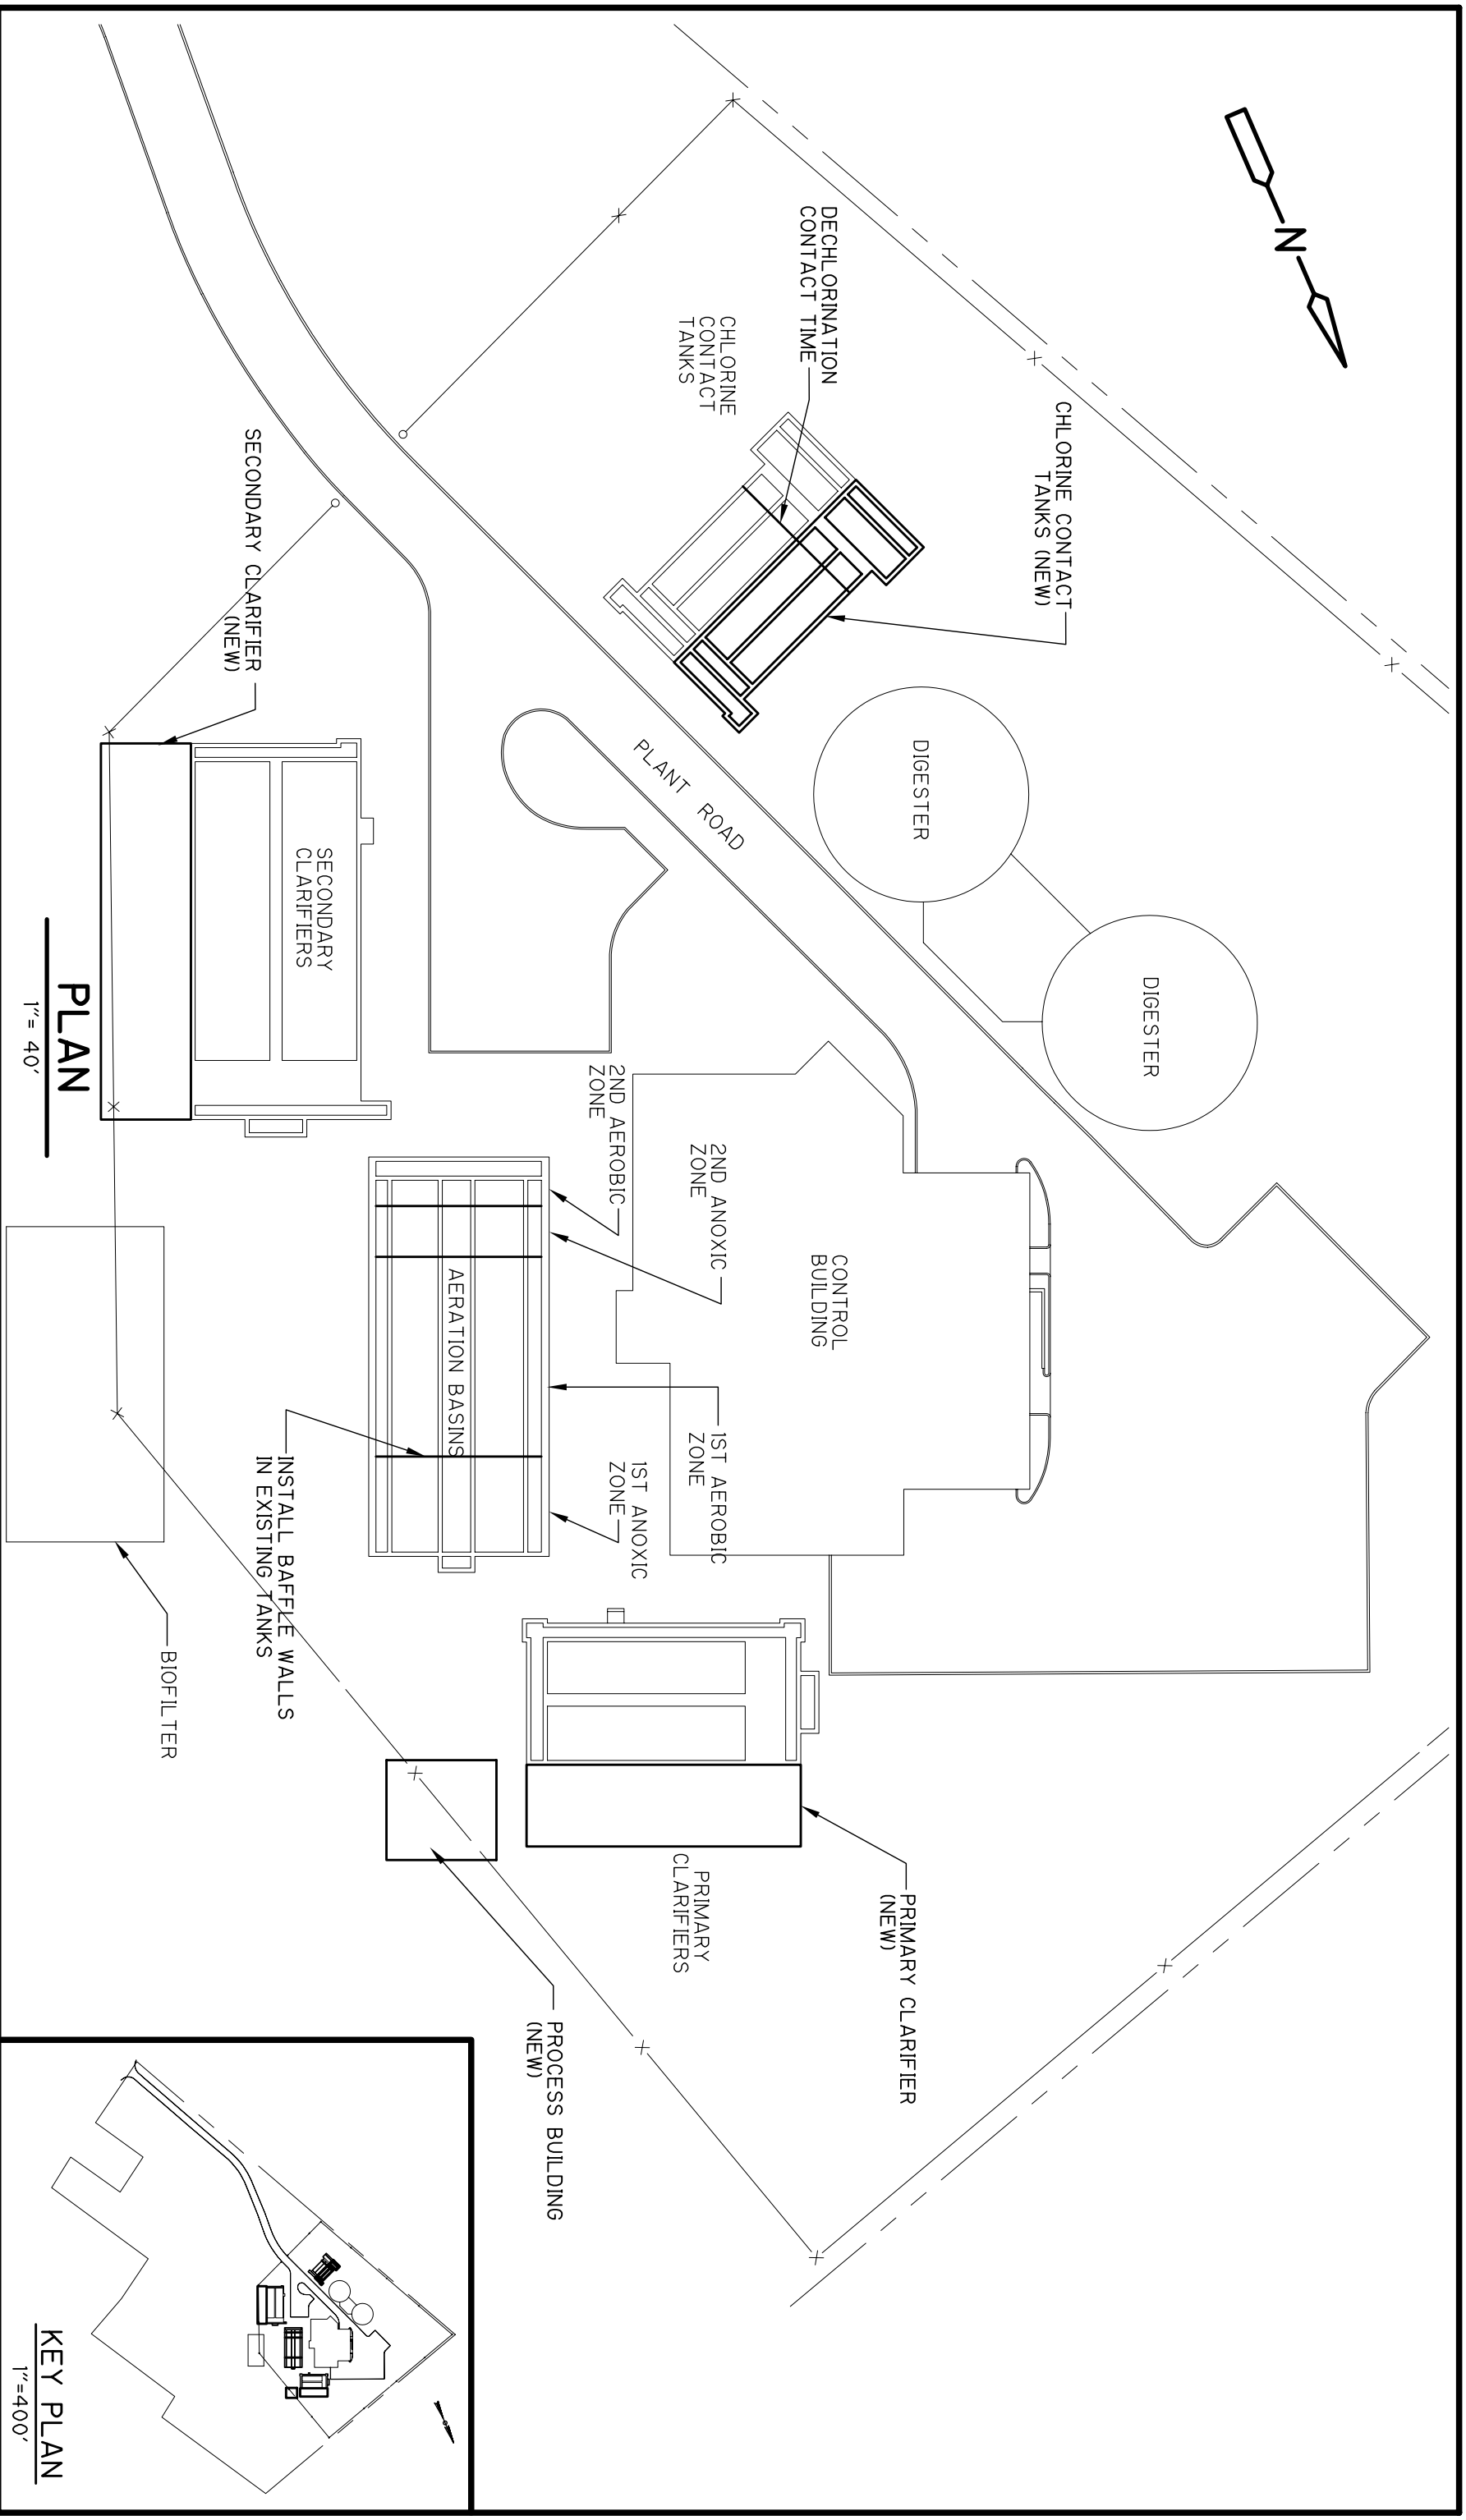 N
CHLORINE CONTACT
TANKS (NEW)
DECHLORINATION
CONTACT TIME
CHLORINE
CONTACT
TANKS
DIGESTER
DIGESTER
PLANT ROAD
SECONDARY CLARIFIER
(NEW)
SECONDARY
CLARIFIERS
CONTROL
BUILDING
2ND ANOXIC
ZONE
2ND AEROBIC
ZONE
AERATION BASINS
1ST AEROBIC
ZONE
1ST ANOXIC
ZONE
INSTALL BAFFLE WALLS
IN EXISTING TANKS
BIOFILTER
PRIMARY CLARIFIER
(NEW)
PRIMARY
CLARIFIERS
PROCESS BUILDING
(NEW)
PLAN
1"= 40'
KEY PLAN
1"=400'